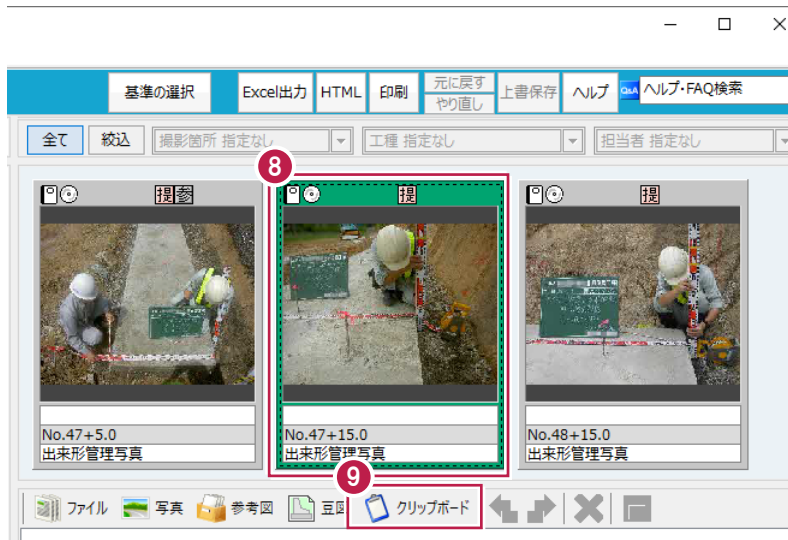 基準の選択 Excel出力 HTML 印刷 元に戻す やり直し 上書保存 ヘルプ Q&A ヘルプ・FAQ検索
全て 絞込 撮影箇所 指定なし 工種 指定なし 担当者 指定なし
8
提 参 提 提
No.47+5.0 No.47+15.0 No.48+15.0
出来形管理写真 出来形管理写真 出来形管理写真
9
ファイル 写真 参考図 豆図 クリップボード